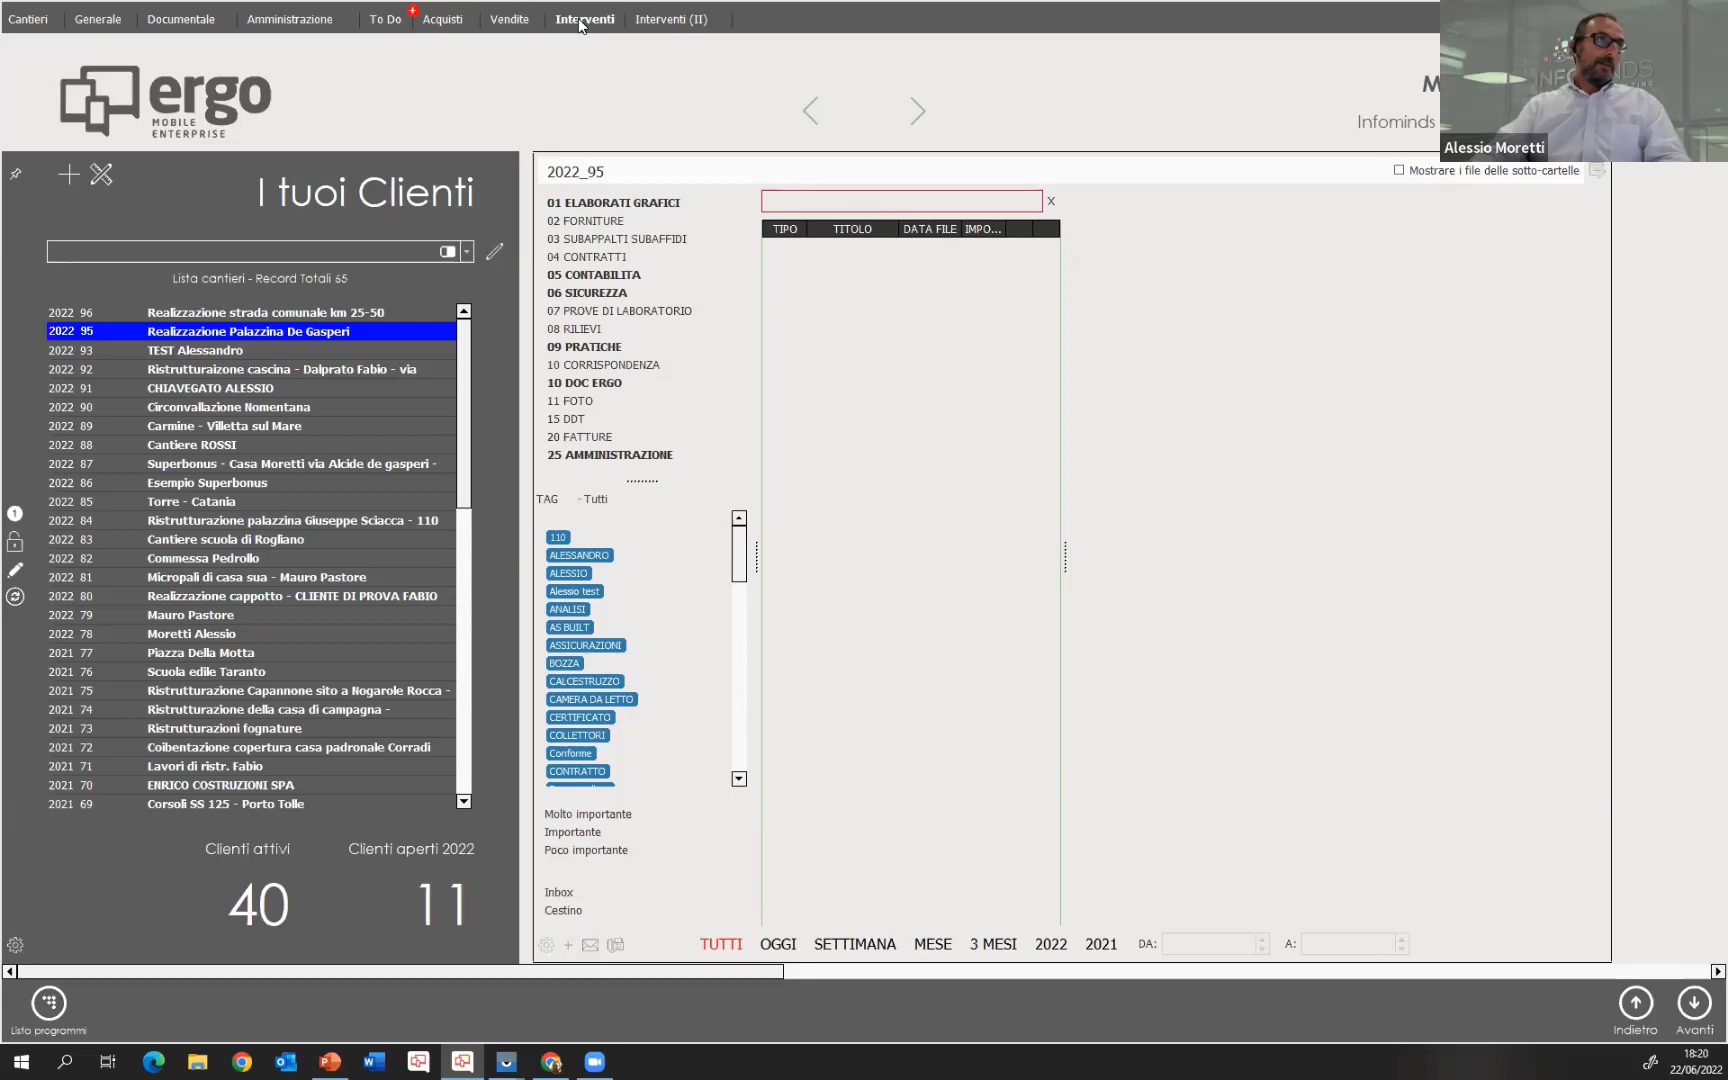 Cantieri Generale Documentale Amministrazione To Do Acquisti Vendite Interventi Interventi (II)
ergo
MOBILE
ENTERPRISE
Infominds
Alessio Moretti
I tuoi Clienti
Lista cantieri - Record Totali 65
2022 96 Realizzazione strada comunale km 25-50
2022 95 Realizzazione Palazzina De Gasperi
2022 93 TEST Alessandro
2022 92 Ristrutturaizone cascina - Dalprato Fabio - via
2022 91 CHIAVEGATO ALESSIO
2022 90 Circonvallazione Nomentana
2022 89 Carmine - Villetta sul Mare
2022 88 Cantiere ROSSI
2022 87 Superbonus - Casa Moretti via Alcide de gasperi -
2022 86 Esempio Superbonus
2022 85 Torre - Catania
2022 84 Ristrutturazione palazzina Giuseppe Sciacca - 110
2022 83 Cantiere scuola di Rogliano
2022 82 Commessa Pedrollo
2022 81 Micropali di casa sua - Mauro Pastore
2022 80 Realizzazione cappotto - CLIENTE DI PROVA FABIO
2022 79 Mauro Pastore
2022 78 Moretti Alessio
2021 77 Piazza Della Motta
2021 76 Scuola edile Taranto
2021 75 Ristrutturazione Capannone sito a Nogarole Rocca -
2021 74 Ristrutturazione della casa di campagna -
2021 73 Ristrutturazioni fognature
2021 72 Coibentazione copertura casa padronale Corradi
2021 71 Lavori di ristr. Fabio
2021 70 ENRICO COSTRUZIONI SPA
2021 69 Corsoli SS 125 - Porto Tolle
Clienti attivi Clienti aperti 2022
40 11
1
2022_95
Mostrare i file delle sotto-cartelle
01 ELABORATI GRAFICI
02 FORNITURE
03 SUBAPPALTI SUBAFFIDI
04 CONTRATTI
05 CONTABILITA
06 SICUREZZA
07 PROVE DI LABORATORIO
08 RILIEVI
09 PRATICHE
10 CORRISPONDENZA
10 DOC ERGO
11 FOTO
15 DDT
20 FATTURE
25 AMMINISTRAZIONE
TAG - Tutti
110
ALESSANDRO
ALESSIO
Alessio test
ANALISI
AS BUILT
ASSICURAZIONI
BOZZA
CALCESTRUZZO
CAMERA DA LETTO
CERTIFICATO
COLLETTORI
Conforme
CONTRATTO
Molto importante
Importante
Poco importante
Inbox
Cestino
X
TIPO TITOLO DATA FILE IMPO...
TUTTI OGGI SETTIMANA MESE 3 MESI 2022 2021 DA: A:
Lista programmi
Indietro Avanti
18:20
22/06/2022